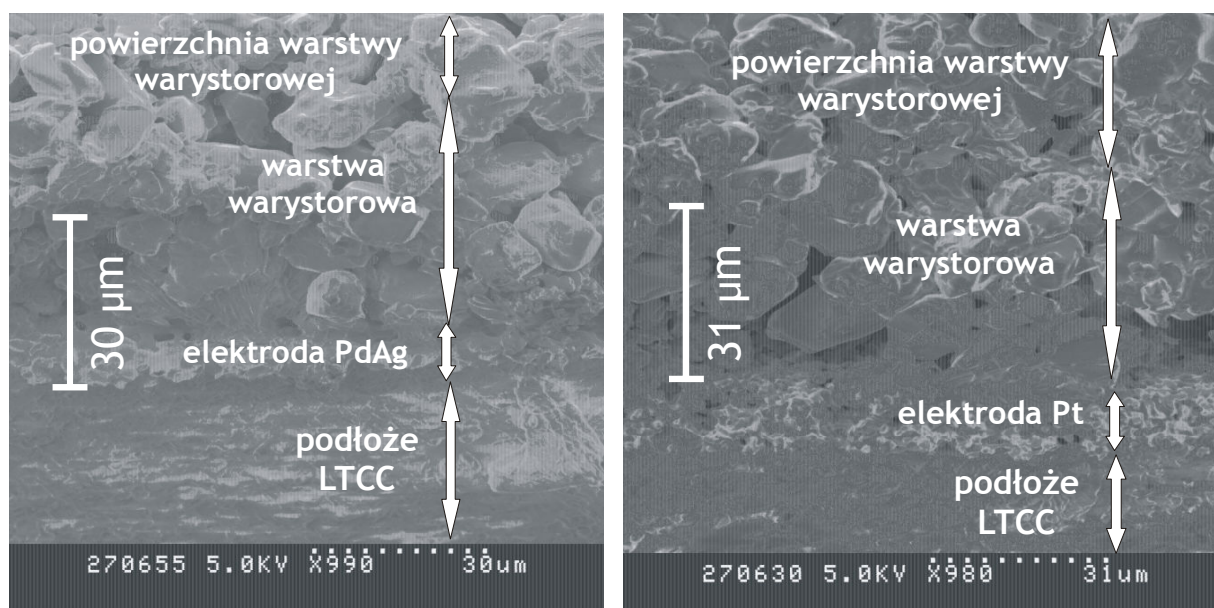 powierzchnia warstwy
warystorowej
warstwa
warystorowa
30 μm
elektroda PdAg
podłoże
LTCC
270655 5.0KV X990 30um
powierzchnia warstwy
warystorowej
warstwa
warystorowa
31 μm
elektroda Pt
podłoże
LTCC
270630 5.0KV X980 31um